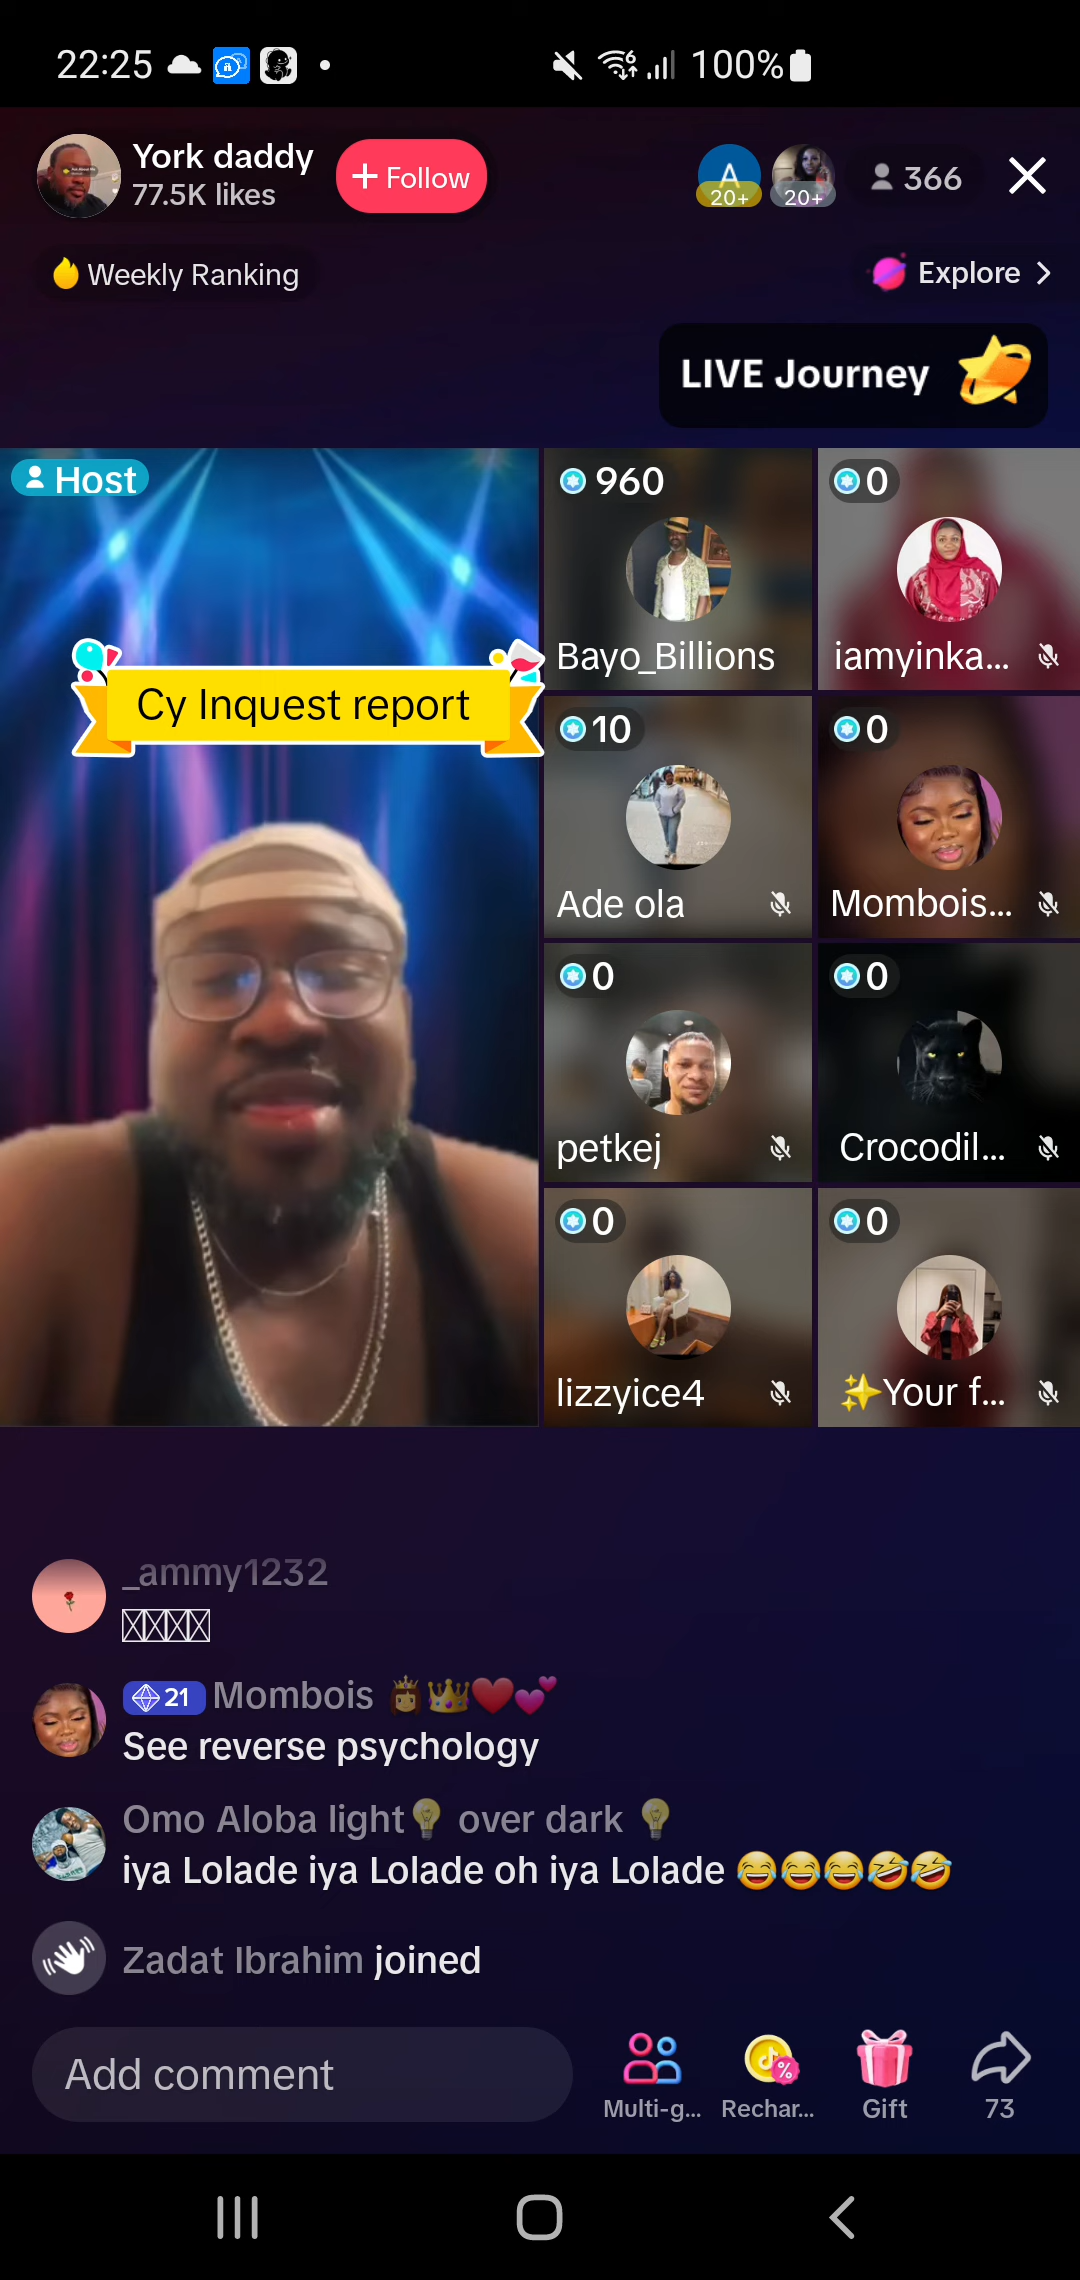 22:25
100%
York daddy
77.5K likes
+ Follow
A
20+
20+
366
Weekly Ranking
Explore
LIVE Journey
Host
Cy Inquest report
960
Bayo_Billions
0
iamyinka...
10
Ade ola
0
Mombois...
0
petkej
0
Crocodil...
0
lizzyice4
0
✨Your f...
_ammy1232
21 Mombois 👸👑❤️💕
See reverse psychology
Omo Aloba light💡 over dark 💡
iya Lolade iya Lolade oh iya Lolade 😂😂😂🤣🤣
Zadat Ibrahim joined
Add comment
Multi-g...
Rechar...
Gift
73